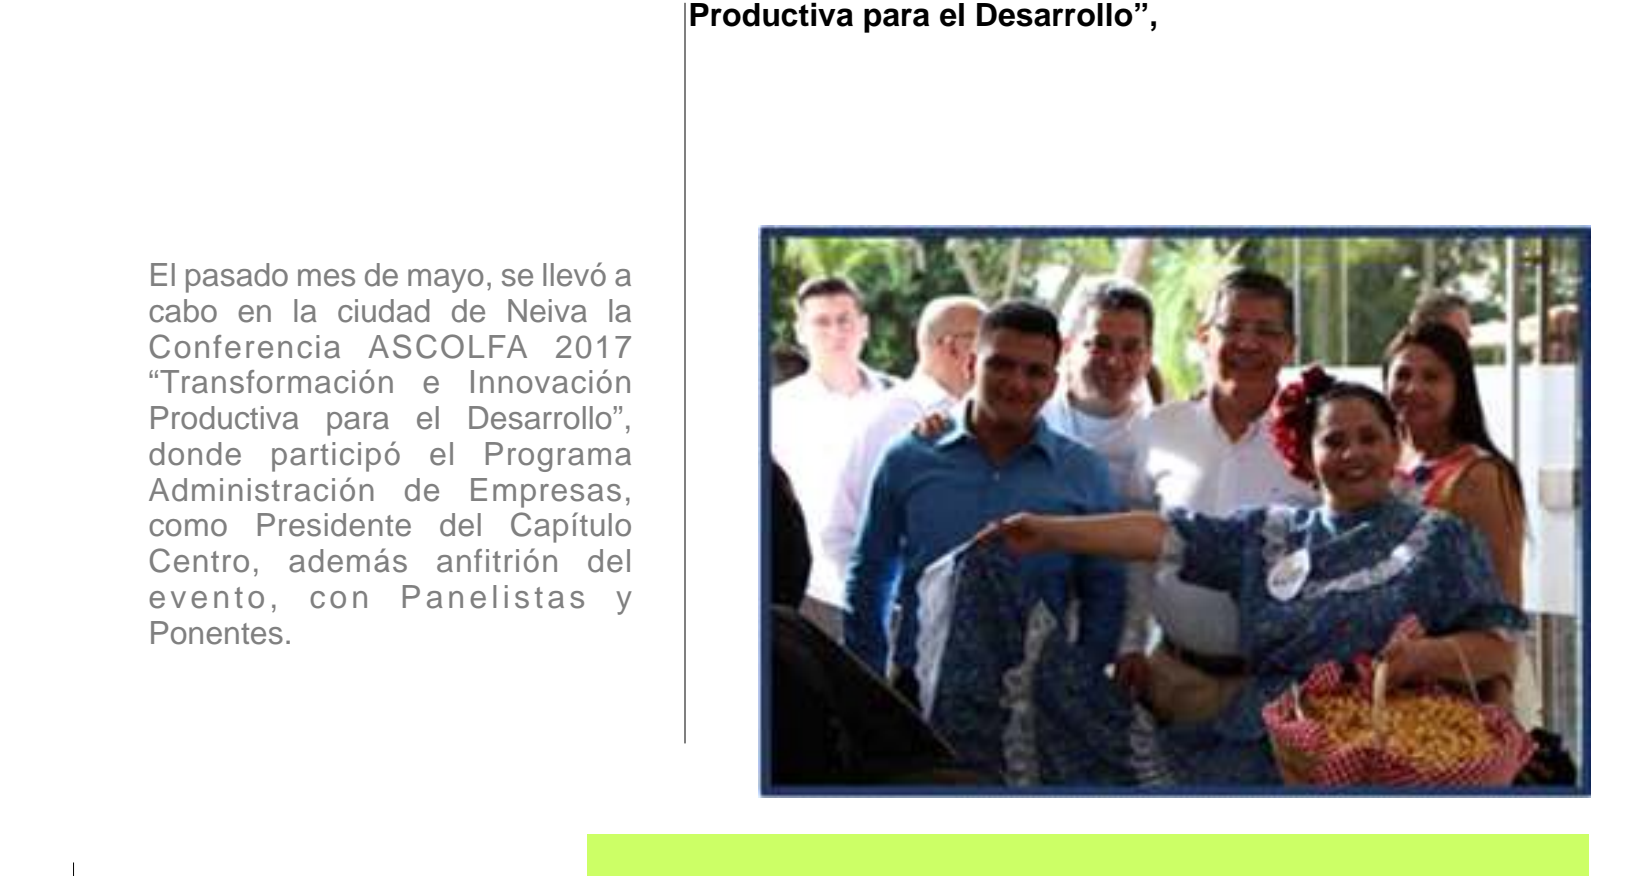 Productiva para el Desarrollo”,
El pasado mes de mayo, se llevó a
cabo en la ciudad de Neiva la
Conferencia ASCOLFA 2017
“Transformación e Innovación
Productiva para el Desarrollo”,
donde participó el Programa
Administración de Empresas,
como Presidente del Capítulo
Centro, además anfitrión del
evento, con Panelistas y
Ponentes.